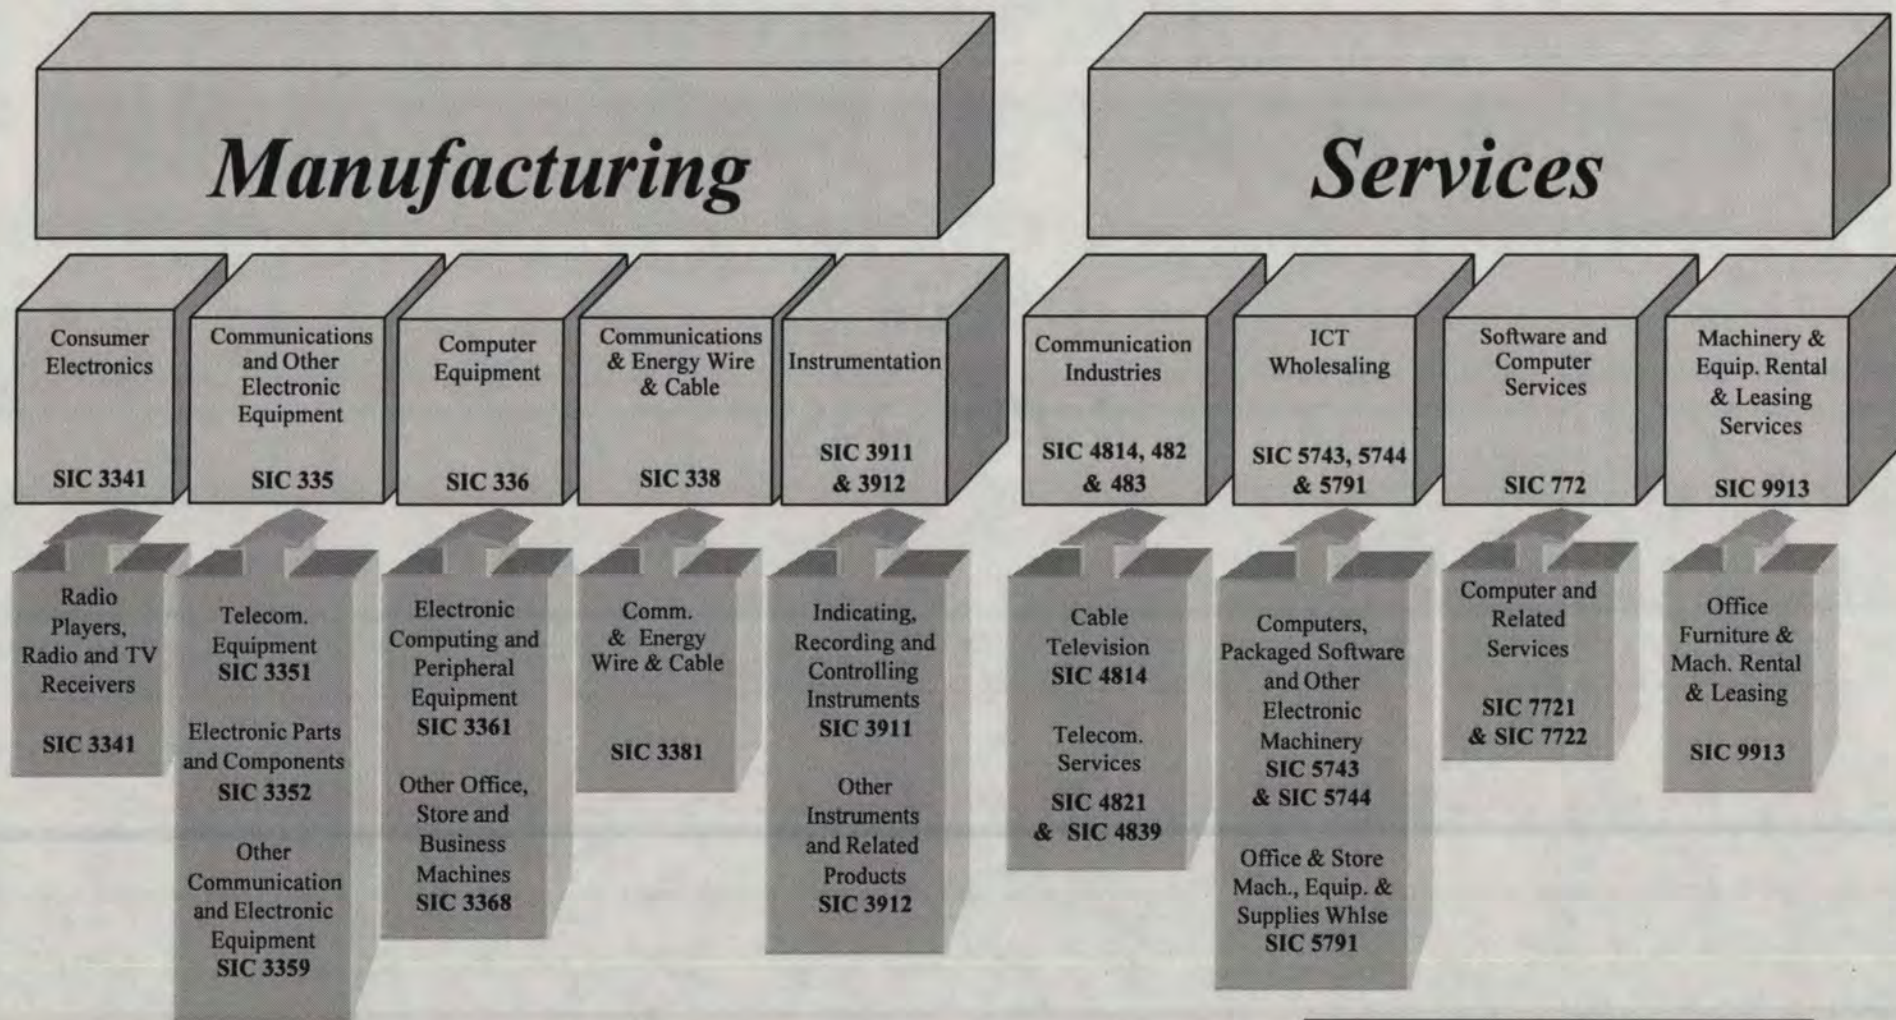 Manufacturing
Services
Consumer
Electronics
SIC 3341
Communications
and Other
Electronic
Equipment
SIC 335
Computer
Equipment
SIC 336
Communications
& Energy Wire
& Cable
SIC 338
Instrumentation
SIC 3911
& 3912
Communication
Industries
SIC 4814, 482
& 483
ICT
Wholesaling
SIC 5743, 5744
& 5791
Software and
Computer
Services
SIC 772
Machinery &
Equip. Rental
& Leasing
Services
SIC 9913
Radio
Players,
Radio and TV
Receivers
SIC 3341
Telecom.
Equipment
SIC 3351
Electronic Parts
and Components
SIC 3352
Other
Communication
and Electronic
Equipment
SIC 3359
Electronic
Computing and
Peripheral
Equipment
SIC 3361
Other Office,
Store and
Business
Machines
SIC 3368
Comm.
& Energy
Wire & Cable
SIC 3381
Indicating,
Recording and
Controlling
Instruments
SIC 3911
Other
Instruments
and Related
Products
SIC 3912
Cable
Television
SIC 4814
Telecom.
Services
SIC 4821
& SIC 4839
Computers,
Packaged Software
and Other
Electronic
Machinery
SIC 5743
& SIC 5744
Office & Store
Mach., Equip. &
Supplies Whlse
SIC 5791
Computer and
Related
Services
SIC 7721
& SIC 7722
Office
Furniture &
Mach. Rental
& Leasing
SIC 9913